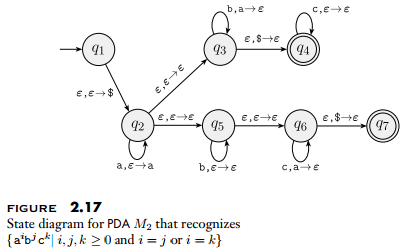 b,a→ε
c,ε→ε
q1
q3
ε,$→ε
q4
ε,ε→$
ε,ε→ε
q2
ε,ε→ε
q5
ε,ε→ε
q6
ε,$→ε
q7
a,ε→a
b,ε→ε
c,a→ε
FIGURE 2.17
State diagram for PDA M₂ that recognizes
{aⁱbʲcᵏ| i, j, k ≥ 0 and i = j or i = k}